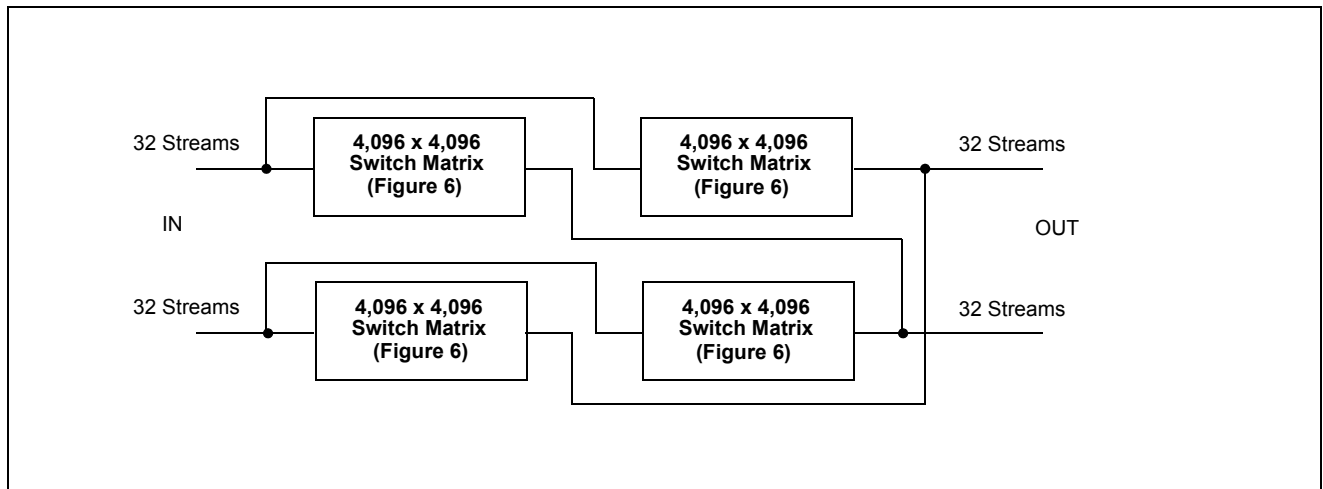 32 Streams
4,096 x 4,096
Switch Matrix
(Figure 6)
4,096 x 4,096
Switch Matrix
(Figure 6)
32 Streams
IN
OUT
32 Streams
4,096 x 4,096
Switch Matrix
(Figure 6)
4,096 x 4,096
Switch Matrix
(Figure 6)
32 Streams